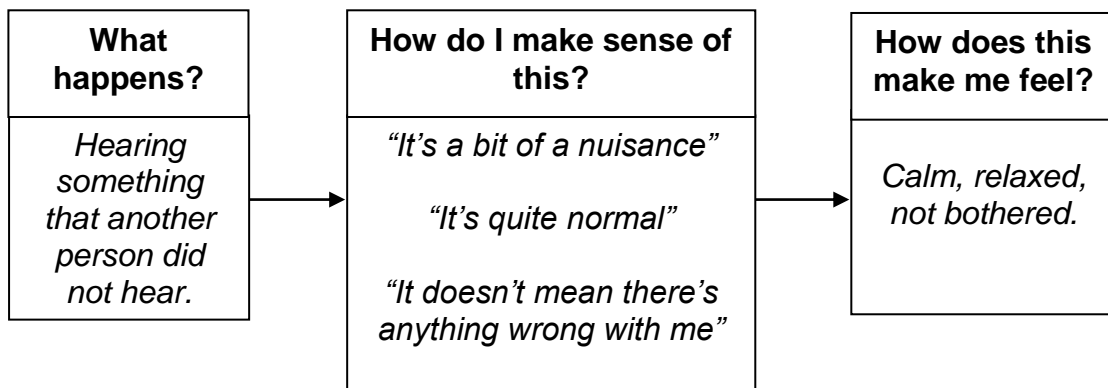 What
happens?
Hearing
something
that another
person did
not hear.
How do I make sense of
this?
“It’s a bit of a nuisance”
“It’s quite normal”
“It doesn’t mean there’s
anything wrong with me”
How does this
make me feel?
Calm, relaxed,
not bothered.